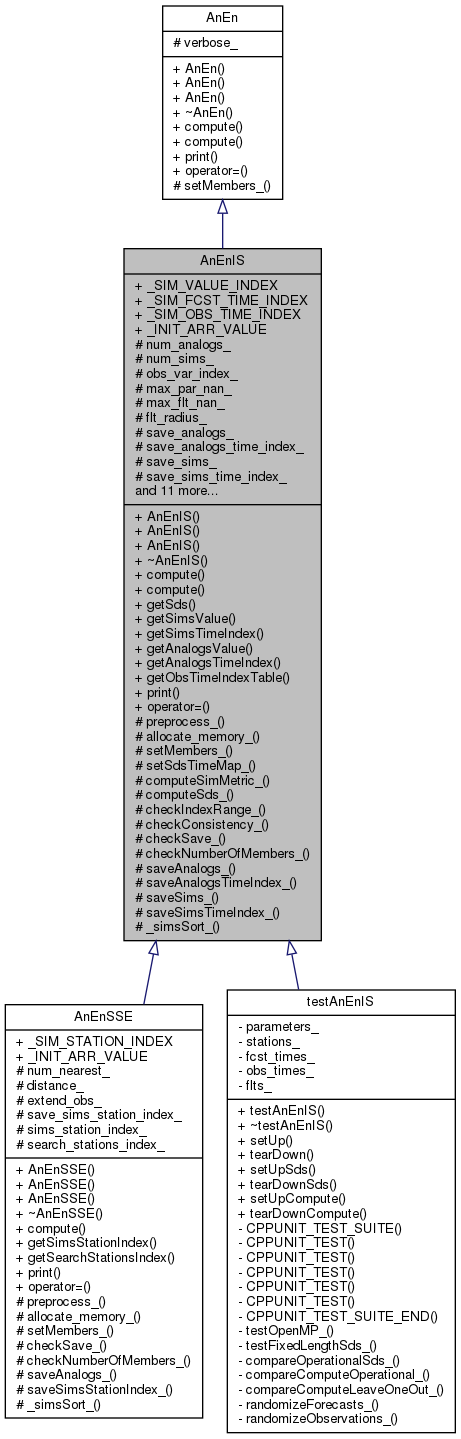 AnEn
# verbose_
+ AnEn()
+ AnEn()
+ AnEn()
+ ~AnEn()
+ compute()
+ compute()
+ print()
+ operator=()
# setMembers_()
AnEnIS
+ _SIM_VALUE_INDEX
+ _SIM_FCST_TIME_INDEX
+ _SIM_OBS_TIME_INDEX
+ _INIT_ARR_VALUE
# num_analogs_
# num_sims_
# obs_var_index_
# max_par_nan_
# max_flt_nan_
# flt_radius_
# save_analogs_
# save_analogs_time_index_
# save_sims_
# save_sims_time_index_
and 11 more...
+ AnEnIS()
+ AnEnIS()
+ AnEnIS()
+ ~AnEnIS()
+ compute()
+ compute()
+ getSds()
+ getSimsValue()
+ getSimsTimeIndex()
+ getAnalogsValue()
+ getAnalogsTimeIndex()
+ getObsTimeIndexTable()
+ print()
+ operator=()
# preprocess_()
# allocate_memory_()
# setMembers_()
# setSdsTimeMap_()
# computeSimMetric_()
# computeSds_()
# checkIndexRange_()
# checkConsistency_()
# checkSave_()
# checkNumberOfMembers_()
# saveAnalogs_()
# saveAnalogsTimeIndex_()
# saveSims_()
# saveSimsTimeIndex_()
# _simsSort_()
AnEnSSE
+ _SIM_STATION_INDEX
+ _INIT_ARR_VALUE
# num_nearest_
# distance_
# extend_obs_
# save_sims_station_index_
# sims_station_index_
# search_stations_index_
+ AnEnSSE()
+ AnEnSSE()
+ AnEnSSE()
+ ~AnEnSSE()
+ compute()
+ getSimsStationIndex()
+ getSearchStationsIndex()
+ print()
+ operator=()
# preprocess_()
# allocate_memory_()
# setMembers_()
# checkSave_()
# checkNumberOfMembers_()
# saveAnalogs_()
# saveSimsStationIndex_()
# _simsSort_()
testAnEnIS
- parameters_
- stations_
- fcst_times_
- obs_times_
- flts_
+ testAnEnIS()
+ ~testAnEnIS()
+ setUp()
+ tearDown()
+ setUpSds()
+ tearDownSds()
+ setUpCompute()
+ tearDownCompute()
- CPPUNIT_TEST_SUITE()
- CPPUNIT_TEST()
- CPPUNIT_TEST()
- CPPUNIT_TEST()
- CPPUNIT_TEST()
- CPPUNIT_TEST()
- CPPUNIT_TEST_SUITE_END()
- testOpenMP_()
- testFixedLengthSds_()
- compareOperationalSds_()
- compareComputeOperational_()
- compareComputeLeaveOneOut_()
- randomizeForecasts_()
- randomizeObservations_()